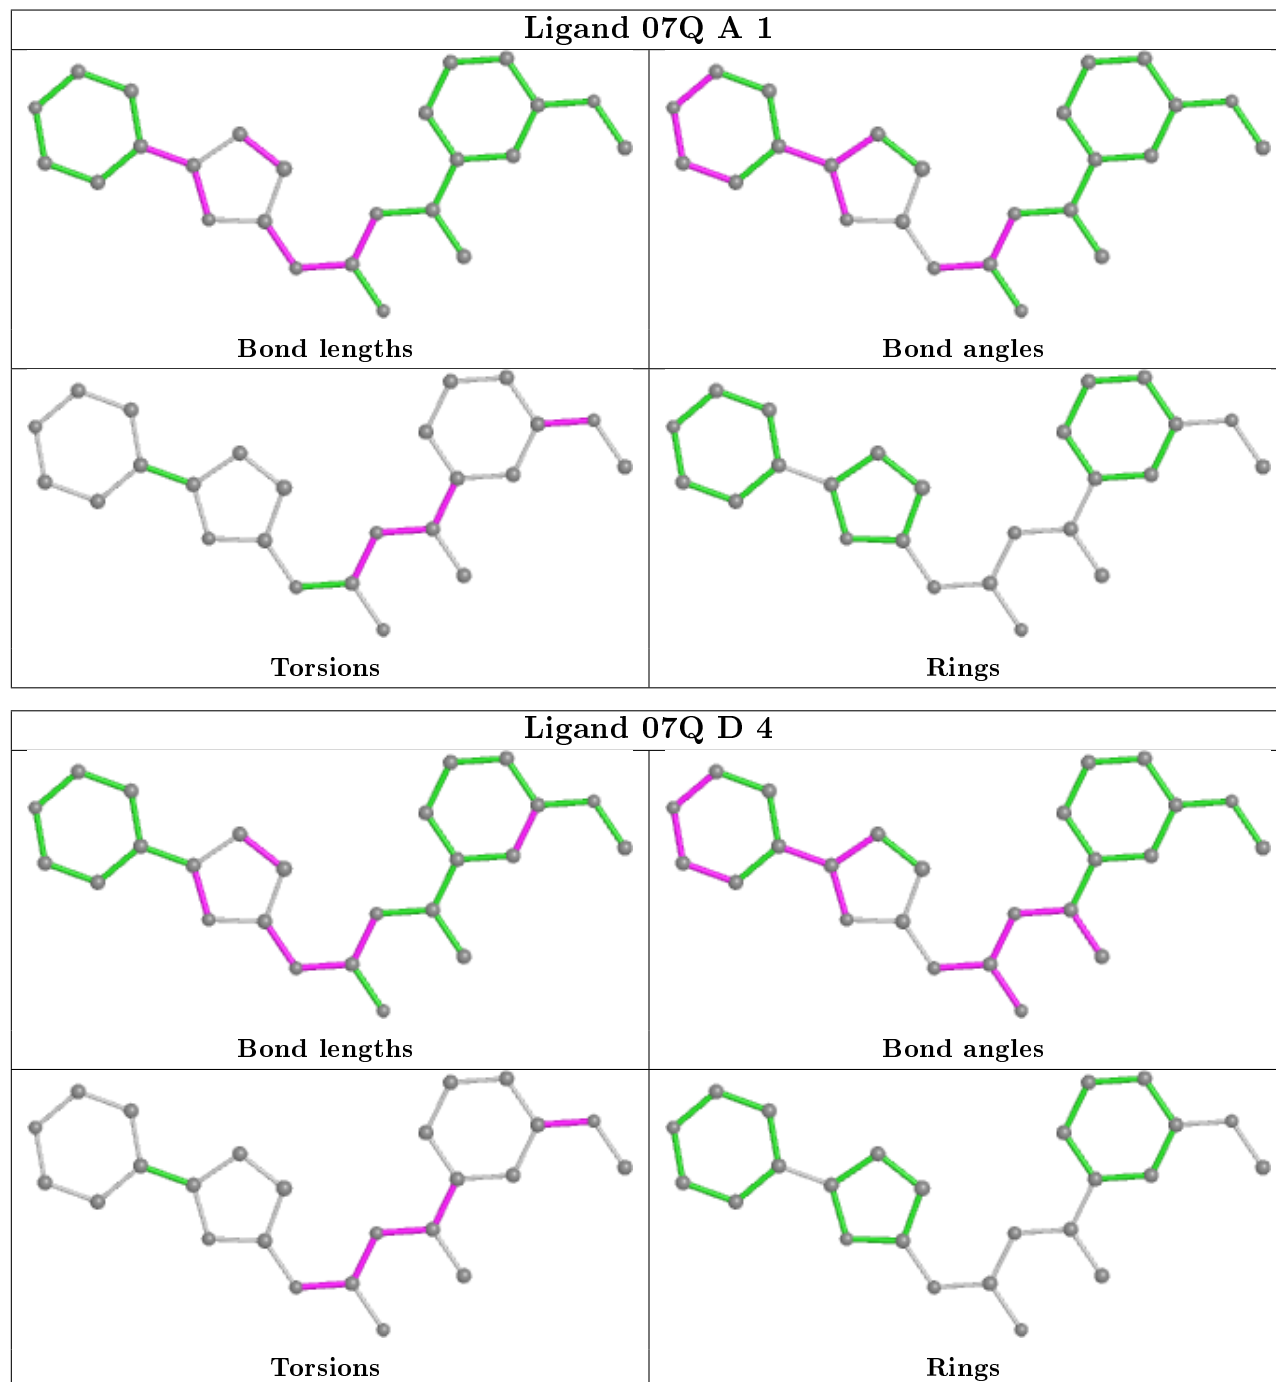 Ligand 07Q A 1
Bond lengths
Bond angles
Torsions
Rings
Ligand 07Q D 4
Bond lengths
Bond angles
Torsions
Rings